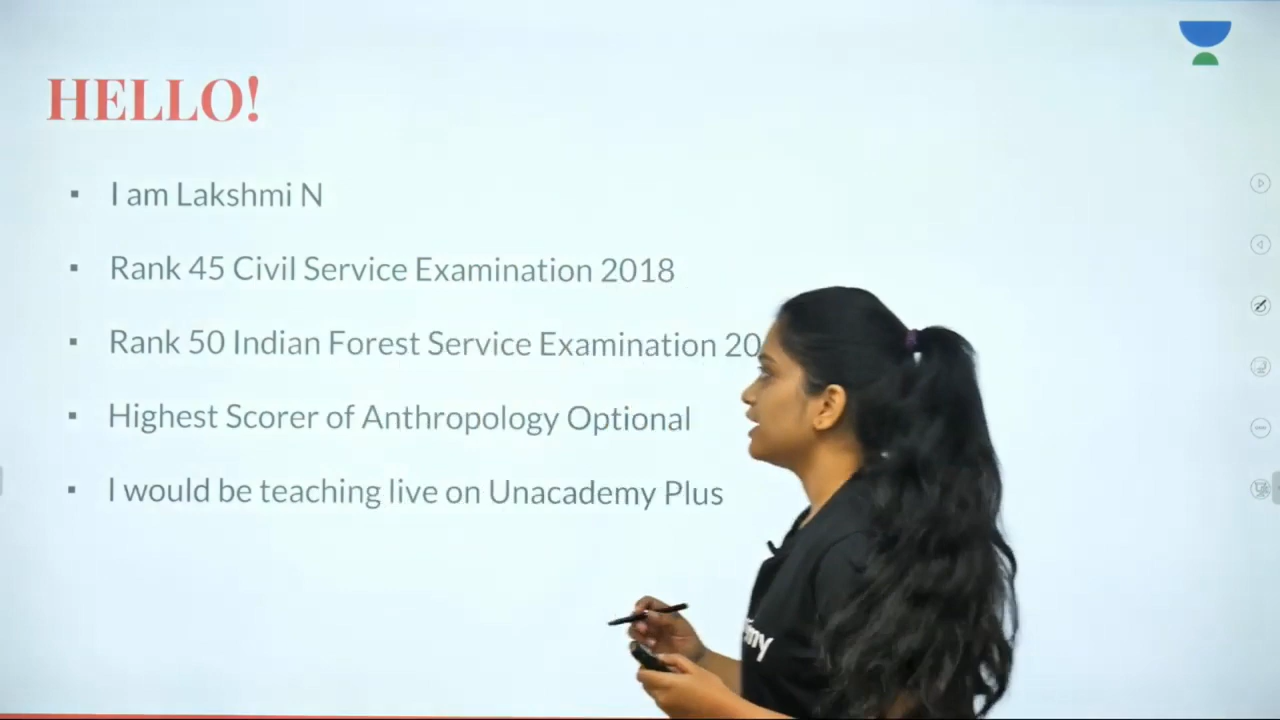 HELLO!
I am Lakshmi N
Rank 45 Civil Service Examination 2018
Rank 50 Indian Forest Service Examination 20
Highest Scorer of Anthropology Optional
I would be teaching live on Unacademy Plus